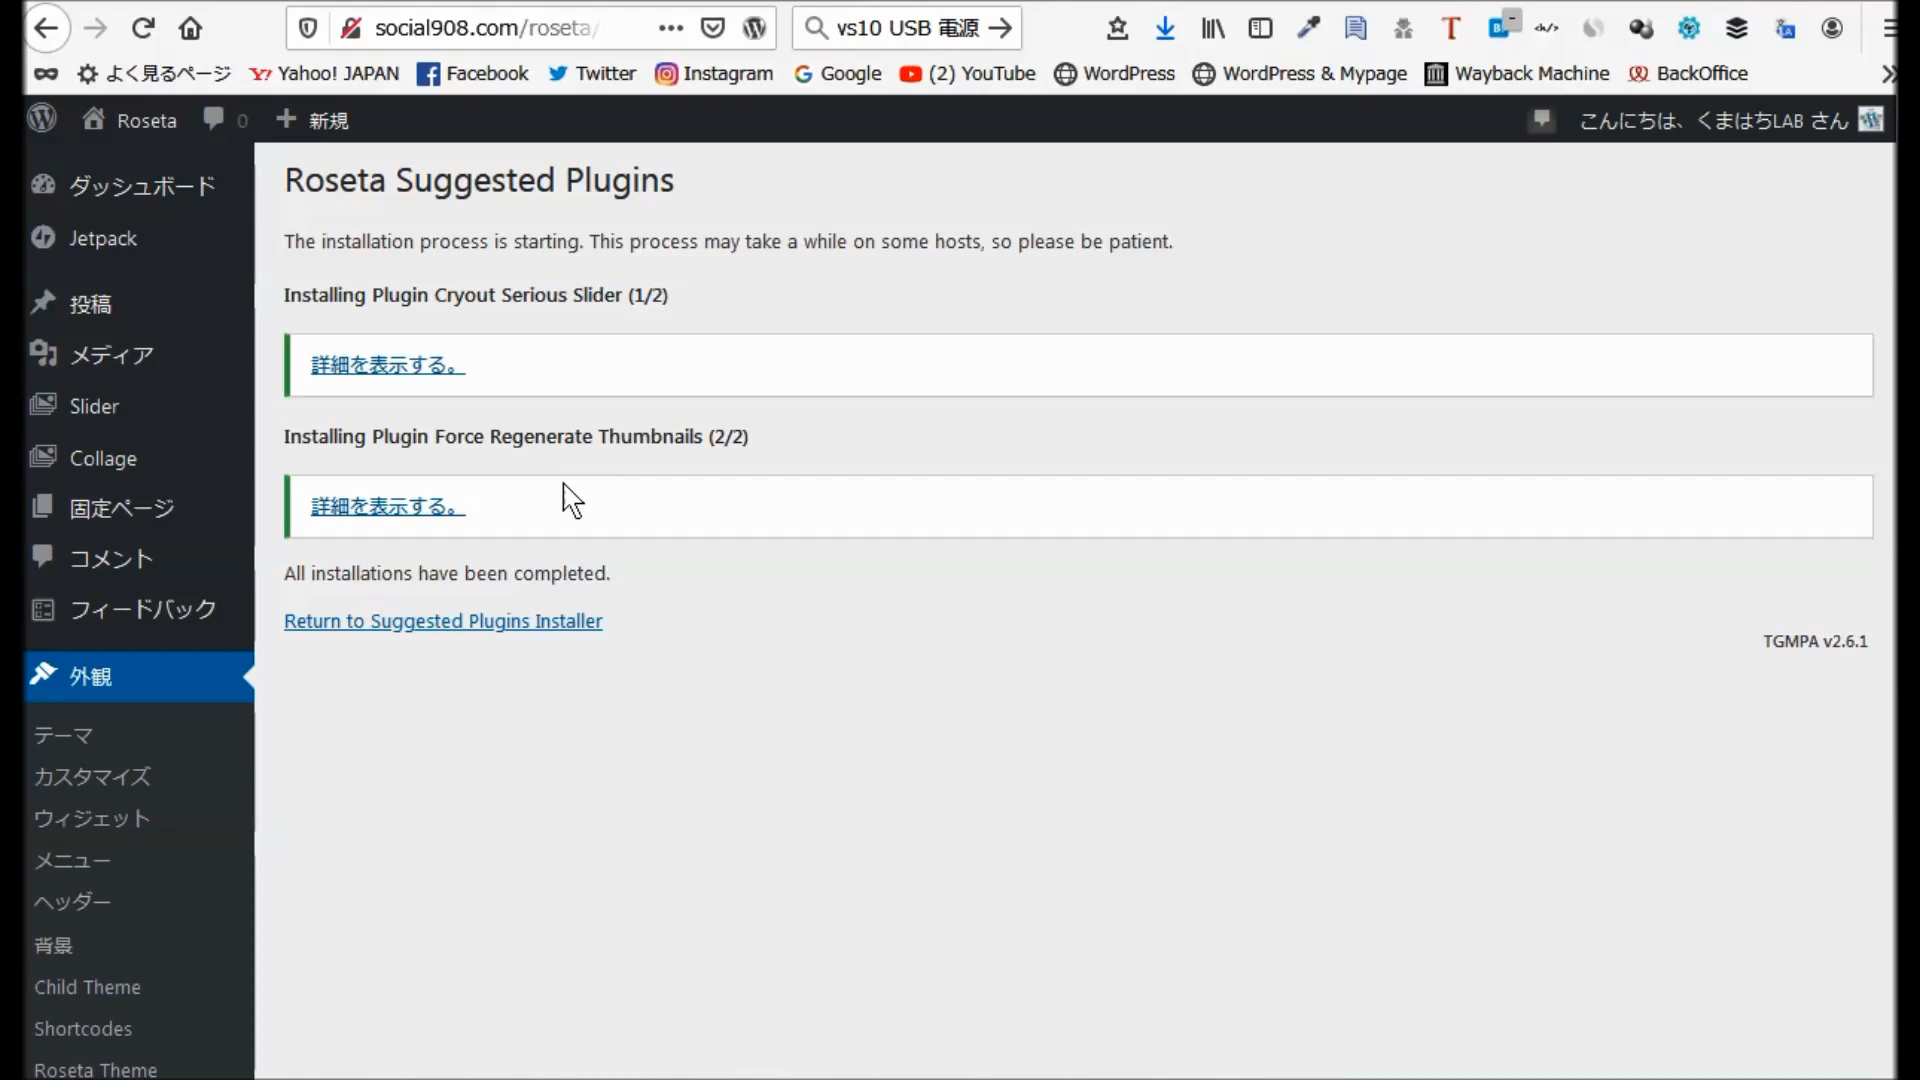 social908.com/roseta/
vs10 USB 電源
よく見るページ Yahoo! JAPAN Facebook Twitter Instagram Google (2) YouTube WordPress WordPress & Mypage Wayback Machine BackOffice
Roseta 0 新規 こんにちは、くまはちLAB さん
ダッシュボード
Jetpack
投稿
メディア
Slider
Collage
固定ページ
コメント
フィードバック
外観
テーマ
カスタマイズ
ウィジェット
メニュー
ヘッダー
背景
Child Theme
Shortcodes
Roseta Theme
Roseta Suggested Plugins
The installation process is starting. This process may take a while on some hosts, so please be patient.
Installing Plugin Cryout Serious Slider (1/2)
詳細を表示する。
Installing Plugin Force Regenerate Thumbnails (2/2)
詳細を表示する。
All installations have been completed.
Return to Suggested Plugins Installer
TGMPA v2.6.1